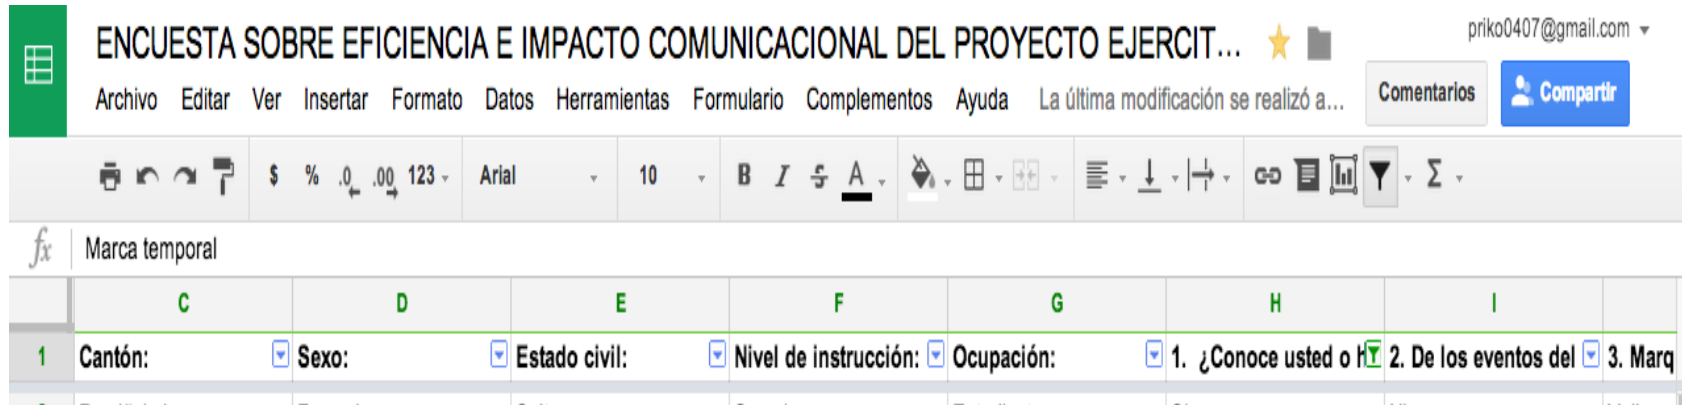 ENCUESTA SOBRE EFICIENCIA E IMPACTO COMUNICACIONAL DEL PROYECTO EJERCIT...
priko0407@gmail.com
Archivo Editar Ver Insertar Formato Datos Herramientas Formulario Complementos Ayuda La última modificación se realizó a... Comentarios Compartir
$ % .0 .00 123 Arial 10 B I S A Σ
fx Marca temporal
C D E F G H I
1 Cantón: Sexo: Estado civil: Nivel de instrucción: Ocupación: 1. ¿Conoce usted o h 2. De los eventos del 3. Marq